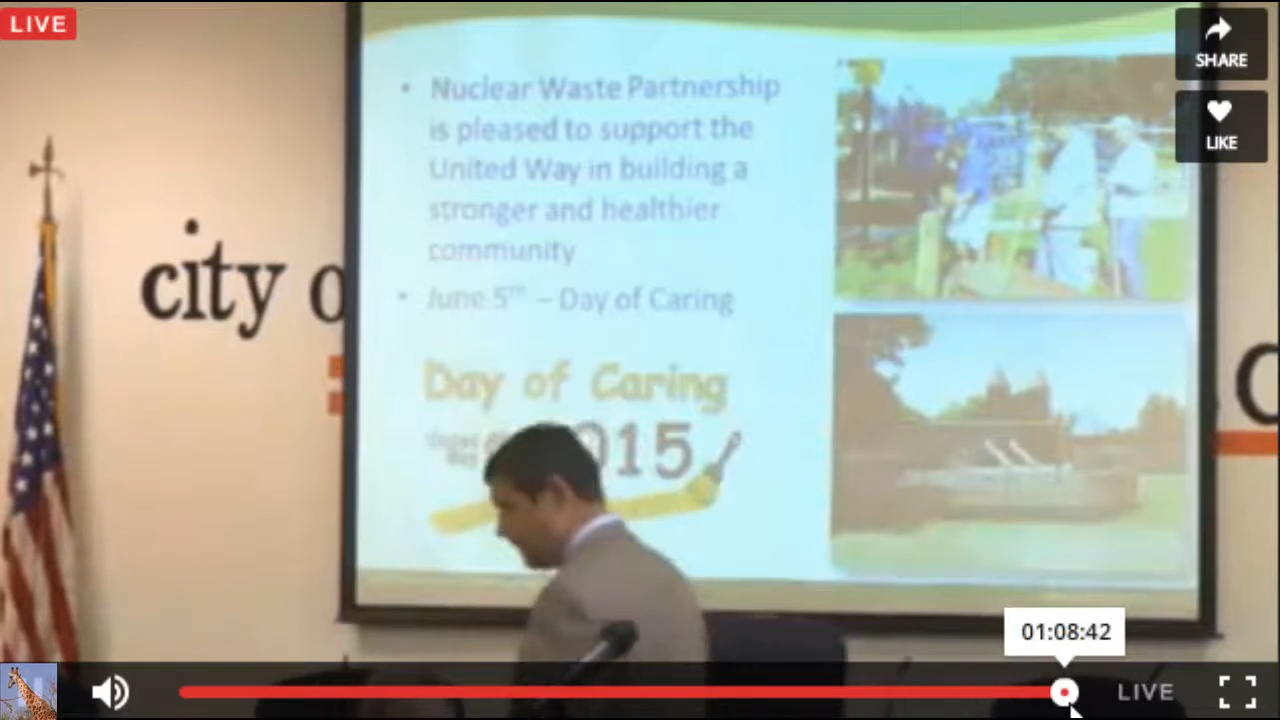 LIVE
SHARE
LIKE
• Nuclear Waste Partnership
is pleased to support the
United Way in building a
stronger and healthier
community
• June 5th – Day of Caring
Day of Caring
015
city o
01:08:42
LIVE